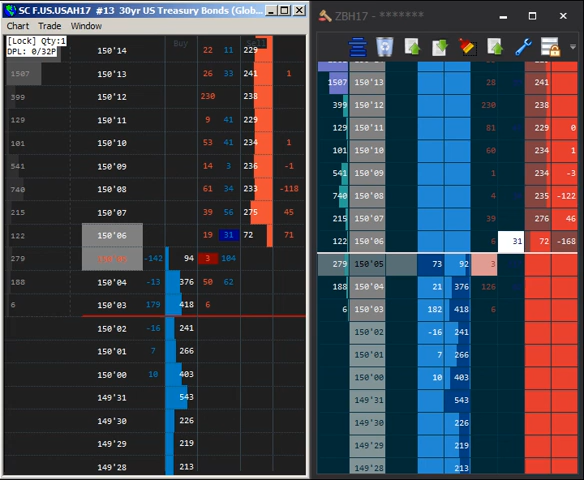 SC F.US.USAH17 #13 30yr US Treasury Bonds (Glob...
Chart Trade Window
[Lock] Qty:1
DPL: 0/32P
Buy Sell
150'14 22 11 229
1507 150'13 26 33 241 1
399 150'12 230 238
129 150'11 9 41 229
101 150'10 53 41 234 1
541 150'09 14 3 236 -1
740 150'08 61 34 233 -118
215 150'07 39 56 275 45
122 150'06 19 31 72 71
279 150'05 -142 94 3 104
188 150'04 -13 376 50 62
6 150'03 179 418 6
150'02 -16 241
150'01 7 266
150'00 10 403
149'31 543
149'30 226
149'29 219
149'28 213
ZBH17 - *******
1507 150'13 28 241
399 150'12 230 238
129 150'11 81 229 0
101 150'10 60 234 1
541 150'09 1 234 -3
740 150'08 4 235 -122
215 150'07 39 276 46
122 150'06 6 31 72 -168
279 150'05 73 92 3
188 150'04 21 376 126
6 150'03 182 418 6
150'02 -16 241
150'01 7 266
150'00 10 403
149'31 543
149'30 226
149'29 219
149'28 213